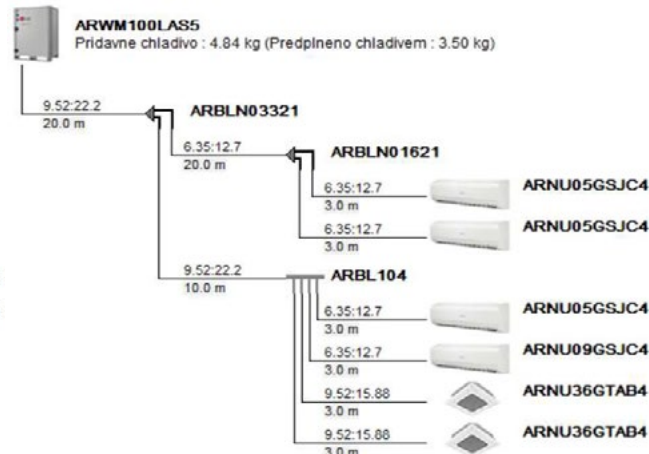 ARWM100LAS5
Pridavne chladivo : 4.84 kg (Predplneno chladivem : 3.50 kg)
9.52:22.2
20.0 m
ARBLN03321
6.35:12.7
20.0 m
ARBLN01621
6.35:12.7
3.0 m
ARNU05GSJC4
6.35:12.7
3.0 m
ARNU05GSJC4
9.52:22.2
10.0 m
ARBL104
6.35:12.7
3.0 m
ARNU05GSJC4
6.35:12.7
3.0 m
ARNU09GSJC4
9.52:15.88
3.0 m
ARNU36GTAB4
9.52:15.88
3.0 m
ARNU36GTAB4